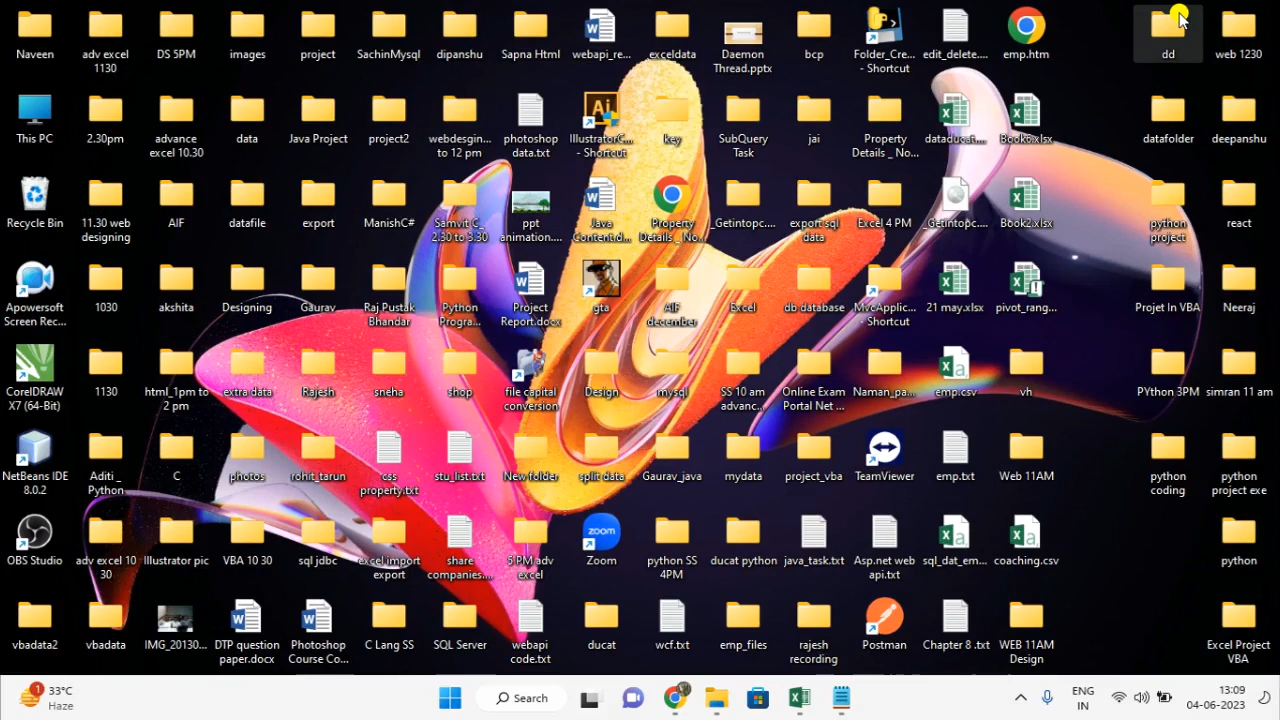 Naveen
adv excel
1130
DS 5PM
images
project
SachinMysql
dipanshu
Sapna Html
webapi_re...
exceldata
Daemon
Thread.pptx
bcp
Folder_Cre...
- Shortcut
edit_delete....
emp.htm
dd
web 1230
This PC
2.30pm
advance
excel 10.30
data
Java Project
project2
webdesgin...
to 12 pm
photoshop
data.txt
Ai
IllustratorC...
- Shortcut
key
SubQuery
Task
jai
Property
Details _ No...
dataducat....
Book6.xlsx
datafolder
deepanshu
Recycle Bin
11.30 web
designing
AIF
datafile
export
ManishC#
Samvit C_
2.30 to 3.30
ppt
animation....
Java
Content.d...
Property
Details _ No...
_Getintopc....
export sql
data
Excel 4 PM
_Getintopc....
Book2.xlsx
python
project
react
Apowersoft
Screen Rec...
1030
akshita
Designing
Gaurav
Raj Pustak
Bhandar
Python
Progra...
Project
Report.docx
gta
AIF
december
Excel
db database
MvcApplic...
- Shortcut
21 may.xlsx
pivot_rang...
Projet In VBA
Neeraj
CorelDRAW
X7 (64-Bit)
1130
html_1pm to
2 pm
extra data
Rajesh
sneha
shop
file capital
conversion
Design
mysql
SS 10 am
advanc...
Online Exam
Portal Net ...
Naman_pa...
emp.csv
vh
PYthon 3PM
simran 11 am
NetBeans IDE
8.0.2
Aditi _
Python
C
photos
rohit_tarun
css
property.txt
stu_list.txt
New folder
split data
Gaurav_java
mydata
project_vba
TeamViewer
emp.txt
Web 11AM
python
coding
python
project exe
OBS Studio
adv excel 10
30
Illustrator pic
VBA 10 30
sql jdbc
excel import
export
share
companies....
5 PM adv
excel
zoom
Zoom
python SS
4PM
ducat python
java_task.txt
Asp.net web
api.txt
sql_dat_em...
coaching.csv
python
vbadata2
vbadata
IMG_20130...
DTP question
paper.docx
Photoshop
Course Co...
C Lang SS
SQL Server
webapi
code.txt
ducat
wcf.txt
emp_files
rajesh
recording
Postman
Chapter 8 .txt
WEB 11AM
Design
Excel Project
VBA
1
33°C
Haze
Search
ENG
IN
13:09
04-06-2023